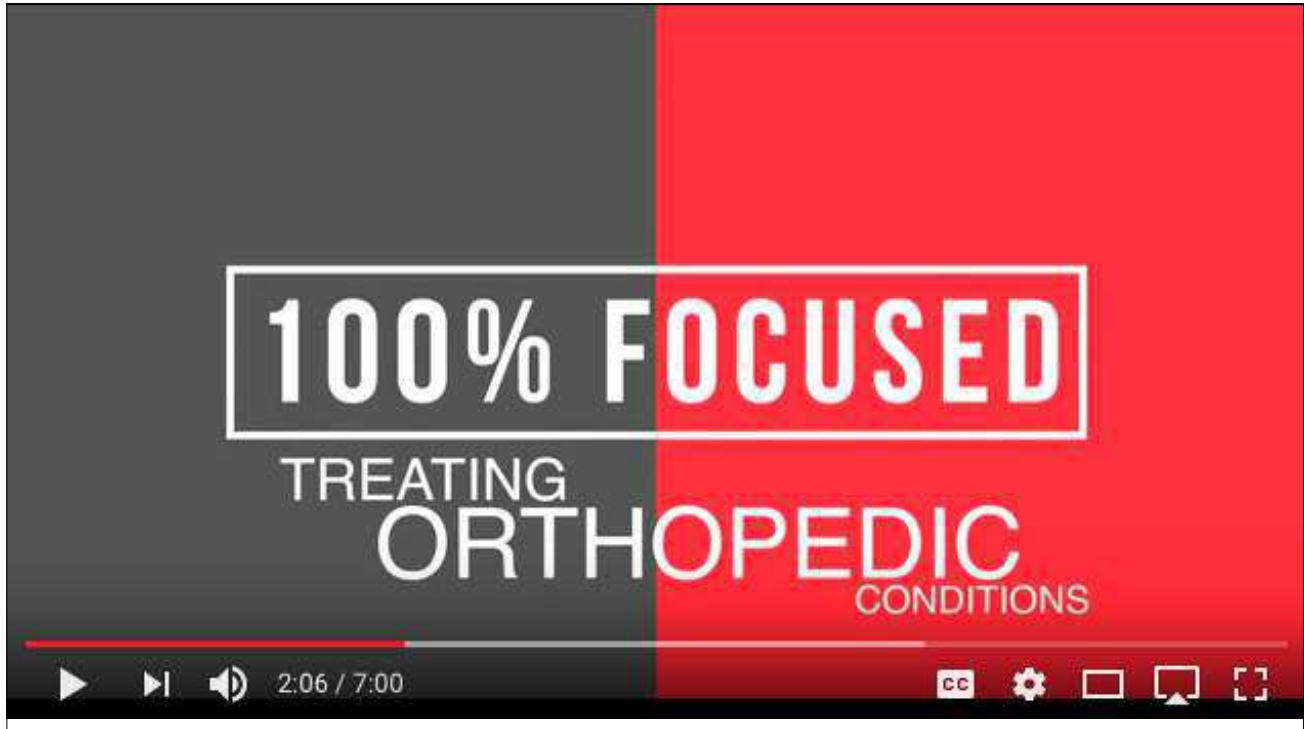 100% FOCUSED
TREATING
ORTHOPEDIC
CONDITIONS
2:06 / 7:00
CC